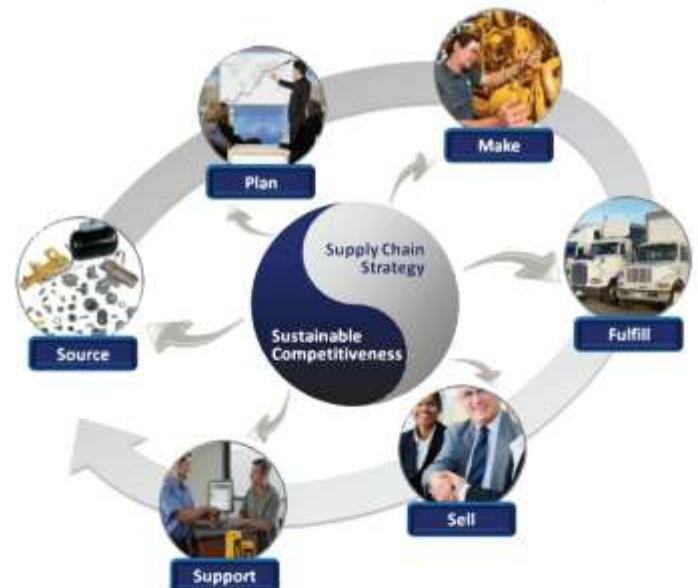 Make
Plan
Supply Chain
Strategy
Sustainable
Competitiveness
Fulfill
Source
Sell
Support